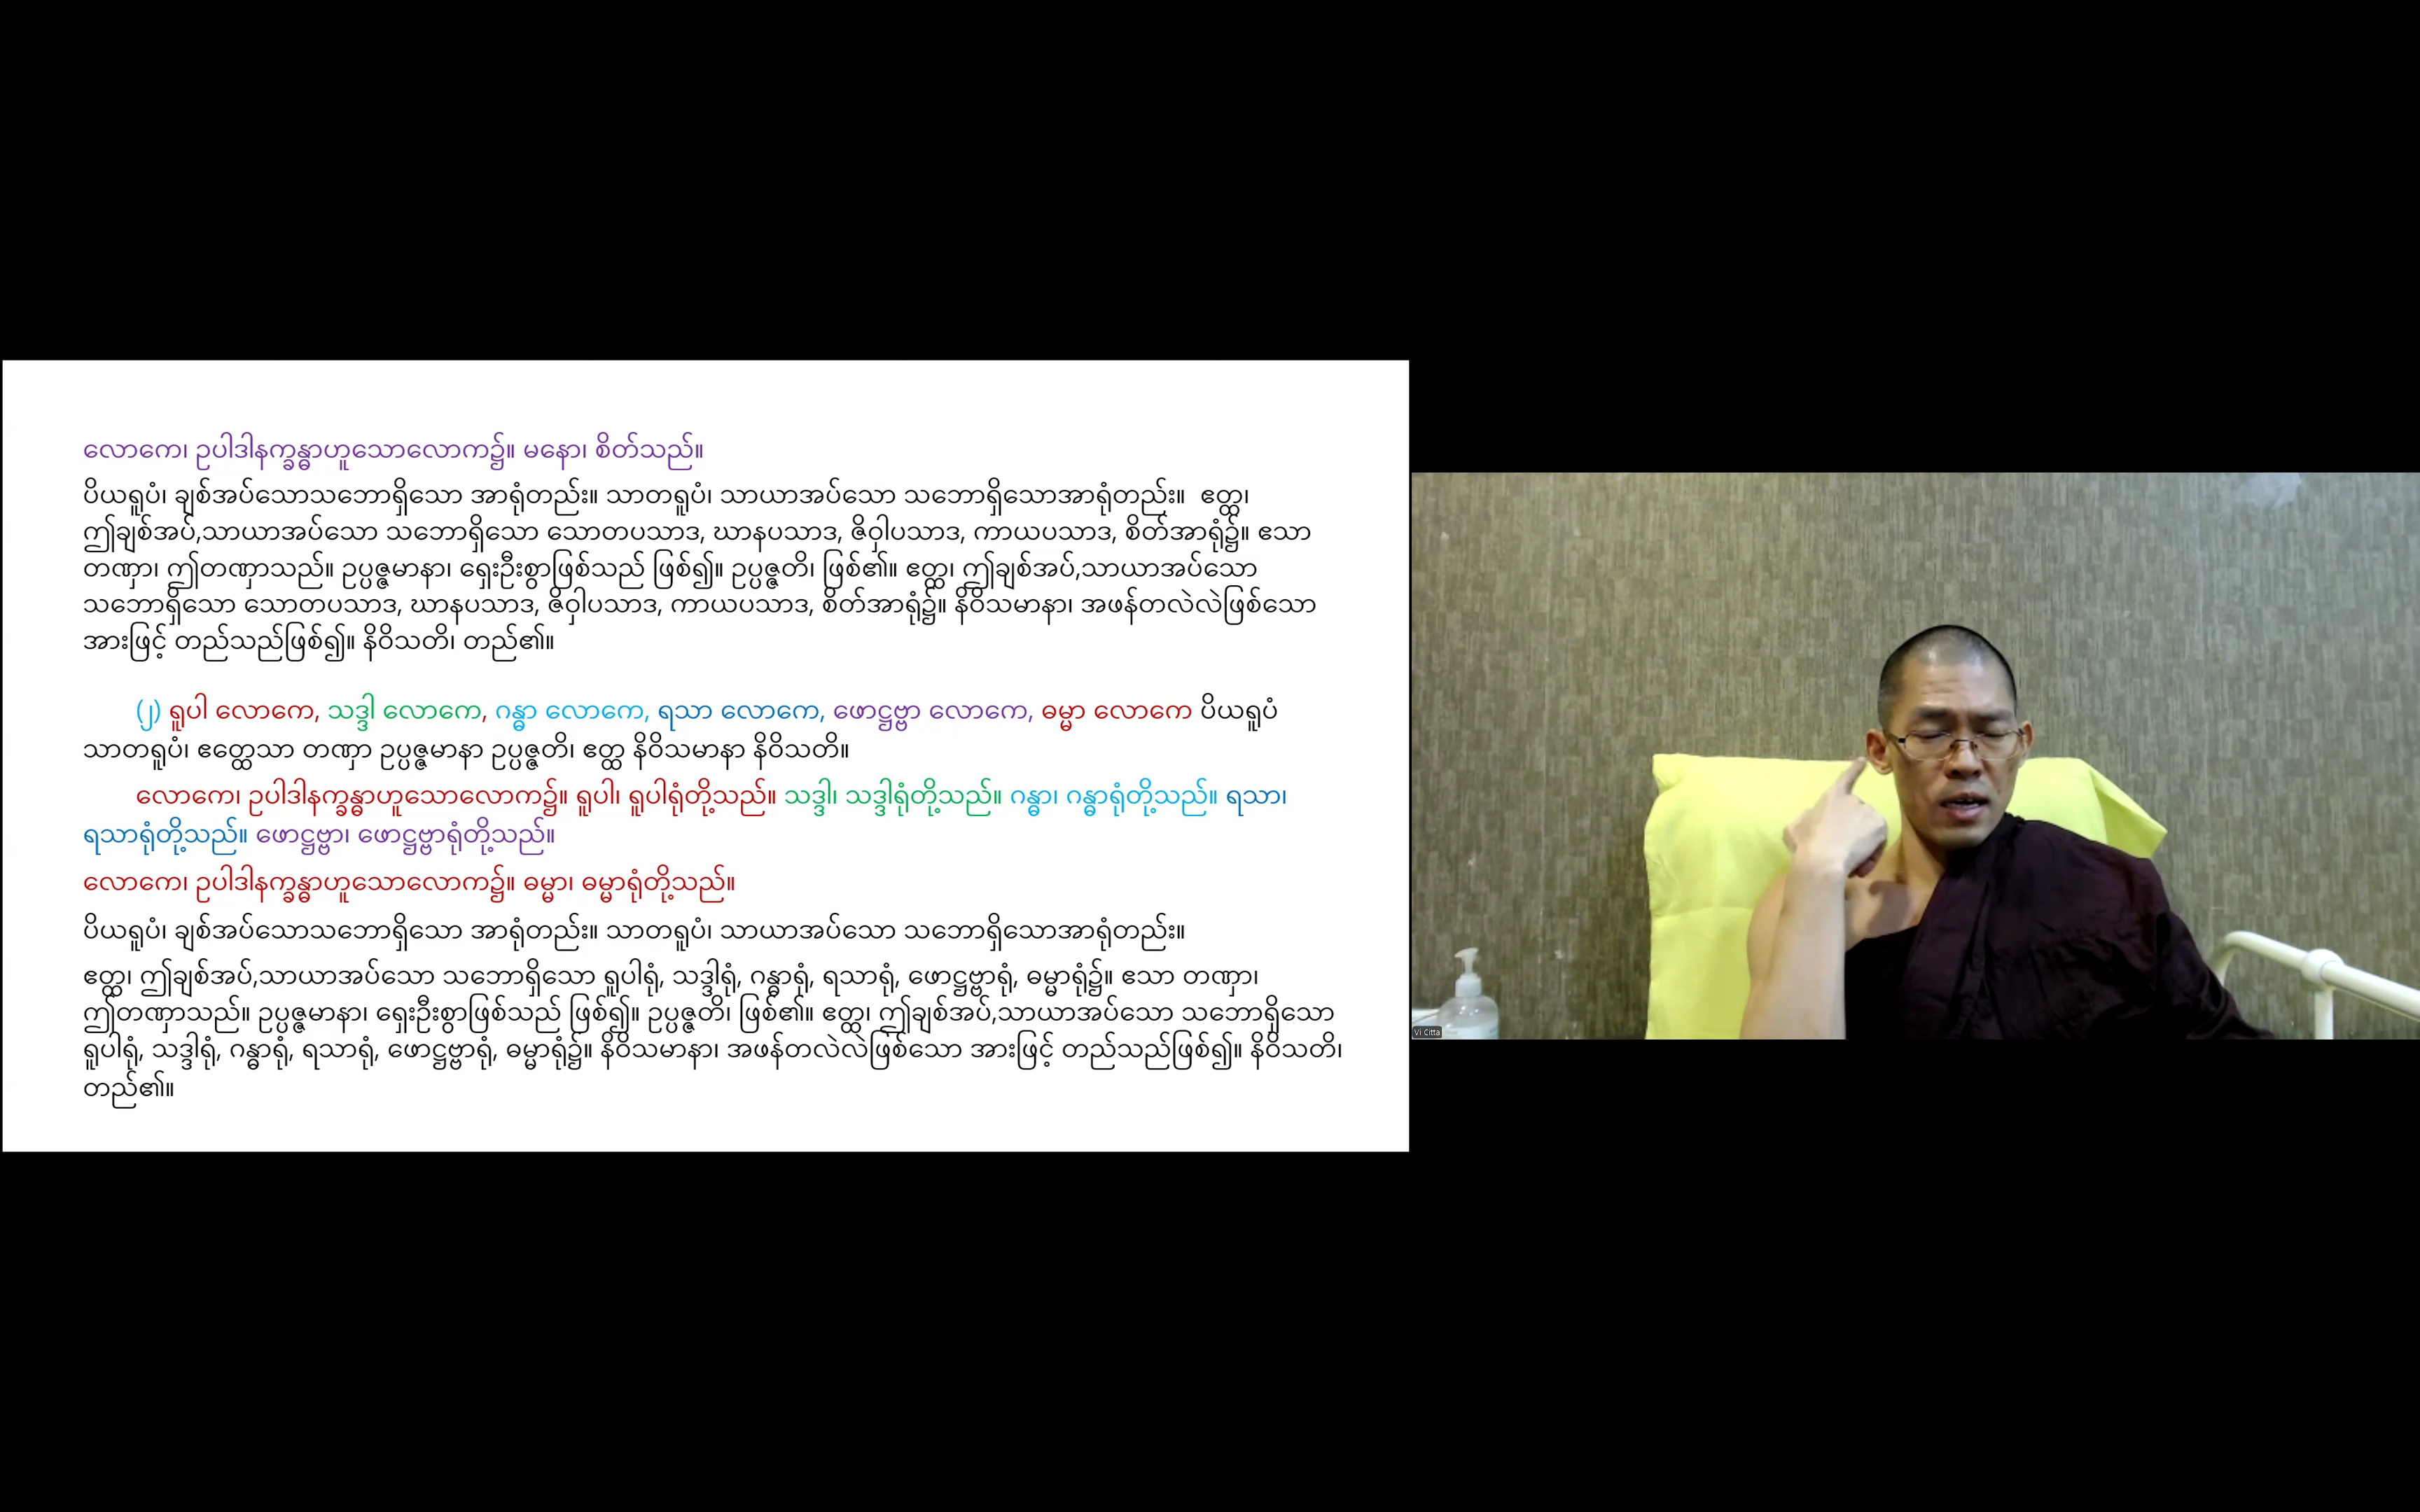 လောကေ၊ ဥပါဒါနက္ခန္ဓာဟူသောလောက၌။ မနော၊ စိတ်သည်။
ပိယရူပံ၊ ချစ်အပ်သောသဘောရှိသော အာရုံတည်း။ သာတရူပံ၊ သာယာအပ်သော သဘောရှိသောအာရုံတည်း။ ဧတ္ထ၊
ဤချစ်အပ်,သာယာအပ်သော သဘောရှိသော သောတပသာဒ, ဃာနပသာဒ, ဇိဝှါပသာဒ, ကာယပသာဒ, စိတ်အာရုံ၌။ ဧသာ
တဏှာ၊ ဤတဏှာသည်။ ဥပ္ပဇ္ဇမာနာ၊ ရှေးဦးစွာဖြစ်သည် ဖြစ်၍။ ဥပ္ပဇ္ဇတိ၊ ဖြစ်၏။ ဧတ္ထ၊ ဤချစ်အပ်,သာယာအပ်သော
သဘောရှိသော သောတပသာဒ, ဃာနပသာဒ, ဇိဝှါပသာဒ, ကာယပသာဒ, စိတ်အာရုံ၌။ နိဝိသမာနာ၊ အဖန်တလဲလဲဖြစ်သော
အားဖြင့် တည်သည်ဖြစ်၍။ နိဝိသတိ၊ တည်၏။
(၂) ရူပါ လောကေ, သဒ္ဒါ လောကေ, ဂန္ဓာ လောကေ, ရသာ လောကေ, ဖောဋ္ဌဗ္ဗာ လောကေ, ဓမ္မာ လောကေ ပိယရူပံ
သာတရူပံ၊ ဧတ္ထေသာ တဏှာ ဥပ္ပဇ္ဇမာနာ ဥပ္ပဇ္ဇတိ၊ ဧတ္ထ နိဝိသမာနာ နိဝိသတိ။
လောကေ၊ ဥပါဒါနက္ခန္ဓာဟူသောလောက၌။ ရူပါ၊ ရူပါရုံတို့သည်။ သဒ္ဒါ၊ သဒ္ဒါရုံတို့သည်။ ဂန္ဓာ၊ ဂန္ဓာရုံတို့သည်။ ရသာ၊
ရသာရုံတို့သည်။ ဖောဋ္ဌဗ္ဗာ၊ ဖောဋ္ဌဗ္ဗာရုံတို့သည်။
လောကေ၊ ဥပါဒါနက္ခန္ဓာဟူသောလောက၌။ ဓမ္မာ၊ ဓမ္မာရုံတို့သည်။
ပိယရူပံ၊ ချစ်အပ်သောသဘောရှိသော အာရုံတည်း။ သာတရူပံ၊ သာယာအပ်သော သဘောရှိသောအာရုံတည်း။
ဧတ္ထ၊ ဤချစ်အပ်,သာယာအပ်သော သဘောရှိသော ရူပါရုံ, သဒ္ဒါရုံ, ဂန္ဓာရုံ, ရသာရုံ, ဖောဋ္ဌဗ္ဗာရုံ, ဓမ္မာရုံ၌။ ဧသာ တဏှာ၊
ဤတဏှာသည်။ ဥပ္ပဇ္ဇမာနာ၊ ရှေးဦးစွာဖြစ်သည် ဖြစ်၍။ ဥပ္ပဇ္ဇတိ၊ ဖြစ်၏။ ဧတ္ထ၊ ဤချစ်အပ်,သာယာအပ်သော သဘောရှိသော
ရူပါရုံ, သဒ္ဒါရုံ, ဂန္ဓာရုံ, ရသာရုံ, ဖောဋ္ဌဗ္ဗာရုံ, ဓမ္မာရုံ၌။ နိဝိသမာနာ၊ အဖန်တလဲလဲဖြစ်သော အားဖြင့် တည်သည်ဖြစ်၍။ နိဝိသတိ၊
တည်၏။
Vi Citta